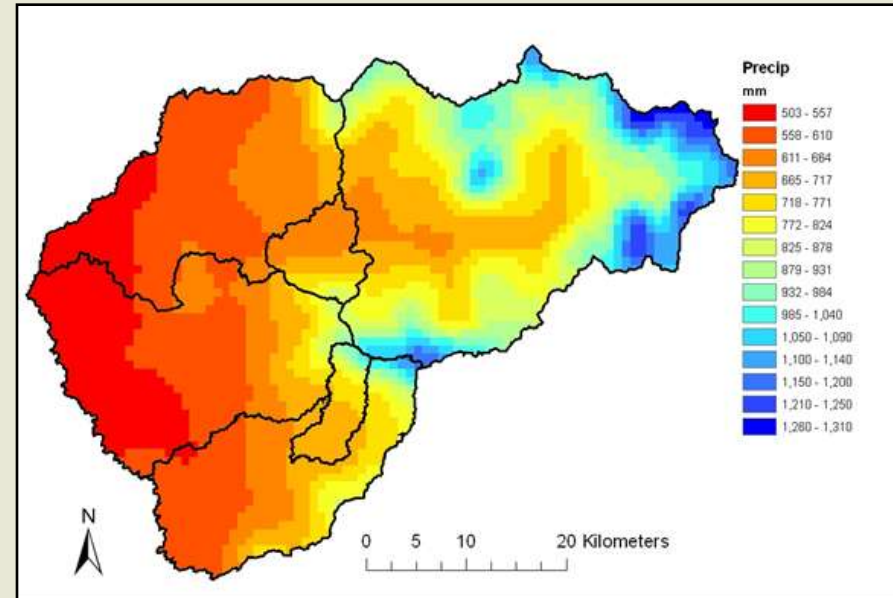 Precip
mm
503 - 557
558 - 610
611 - 664
665 - 717
718 - 771
772 - 824
825 - 878
879 - 931
932 - 984
985 - 1,040
1,050 - 1,090
1,100 - 1,140
1,150 - 1,200
1,210 - 1,250
1,260 - 1,310
N
0 5 10 20 Kilometers